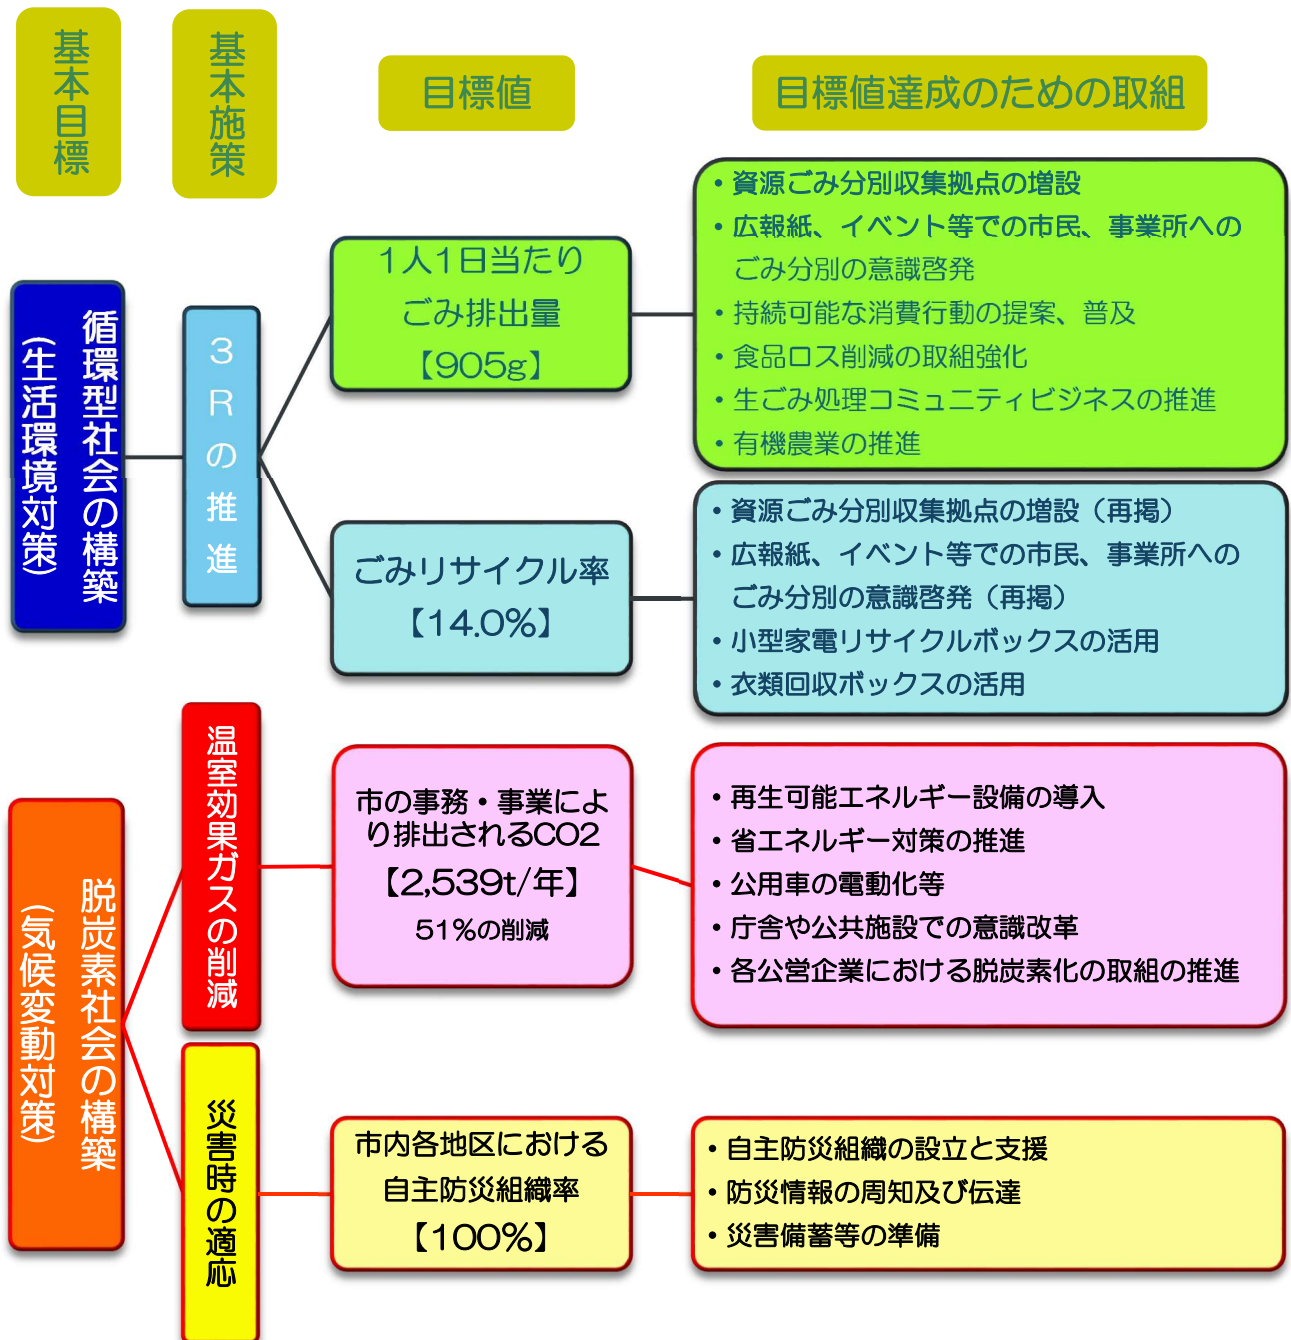 基本目標
基本施策
目標値
目標値達成のための取組
循環型社会の構築
(生活環境対策)
3Rの推進
1人1日当たり
ごみ排出量
【905g】
・資源ごみ分別収集拠点の増設
・広報紙、イベント等での市民、事業所への
ごみ分別の意識啓発
・持続可能な消費行動の提案、普及
・食品ロス削減の取組強化
・生ごみ処理コミュニティビジネスの推進
・有機農業の推進
ごみリサイクル率
【14.0%】
・資源ごみ分別収集拠点の増設（再掲）
・広報紙、イベント等での市民、事業所への
ごみ分別の意識啓発（再掲）
・小型家電リサイクルボックスの活用
・衣類回収ボックスの活用
脱炭素社会の構築
(気候変動対策)
温室効果ガスの削減
市の事務・事業によ
り排出されるCO2
【2,539t/年】
51%の削減
・再生可能エネルギー設備の導入
・省エネルギー対策の推進
・公用車の電動化等
・庁舎や公共施設での意識改革
・各公営企業における脱炭素化の取組の推進
災害時の適応
市内各地区における
自主防災組織率
【100%】
・自主防災組織の設立と支援
・防災情報の周知及び伝達
・災害備蓄等の準備